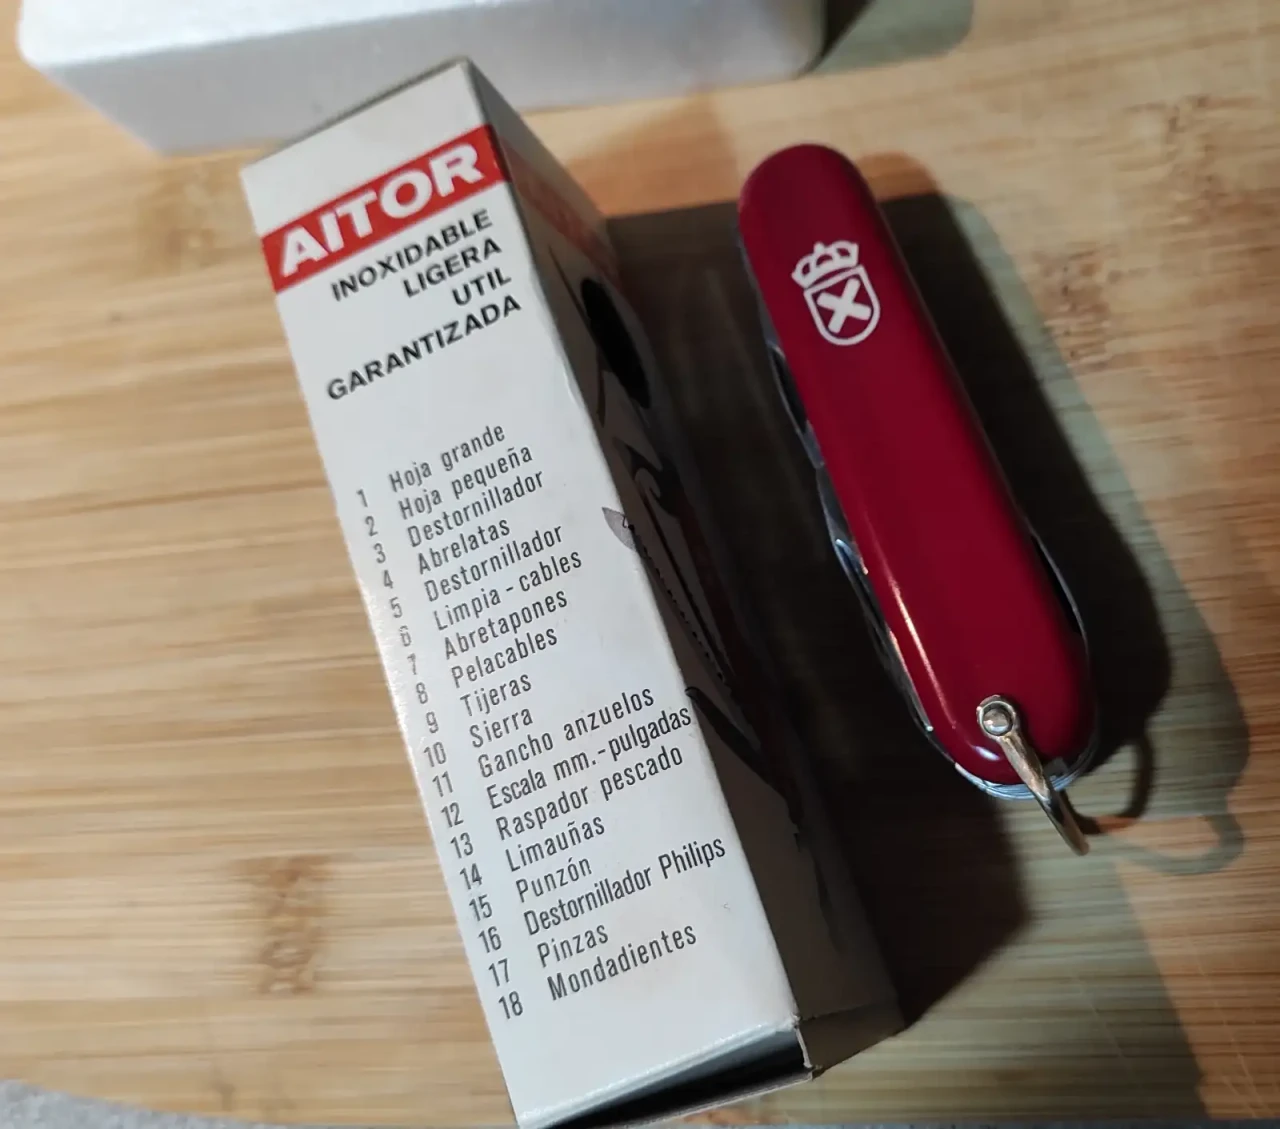 AITOR
INOXIDABLE
LIGERA
UTIL
GARANTIZADA
1 Hoja grande
2 Hoja pequeña
3 Destornillador
4 Abrelatas
5 Destornillador
6 Limpia-cables
7 Abretapones
8 Pelacables
9 Tijeras
10 Sierra
11 Gancho anzuelos
12 Escala mm.-pulgadas
13 Raspador pescado
14 Limauñas
15 Punzón
16 Destornillador Philips
17 Pinzas
18 Mondadientes